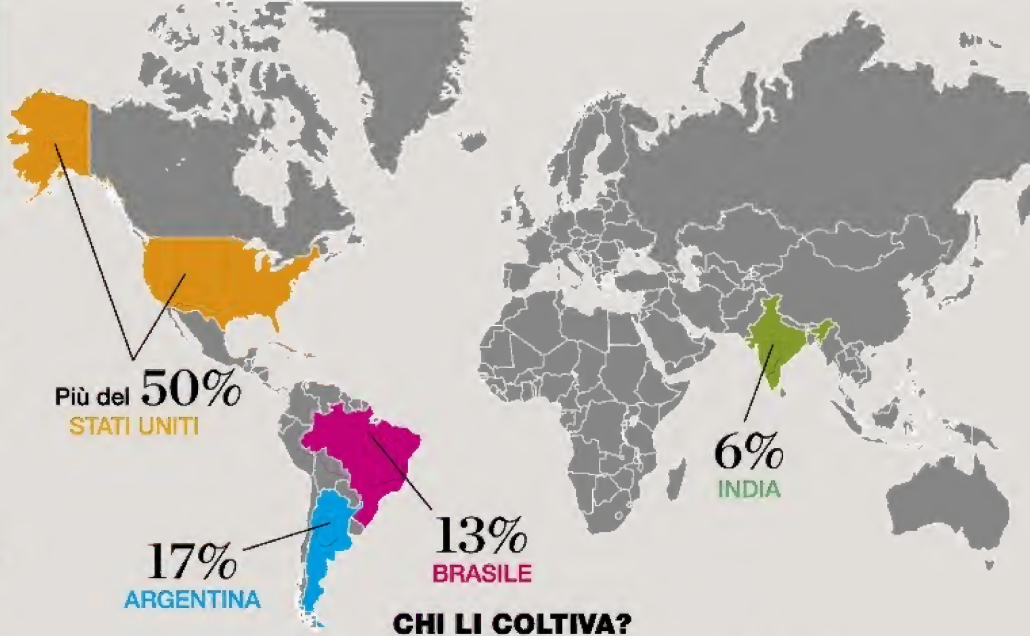 Più del 50%
STATI UNITI
6%
INDIA
13%
BRASILE
17%
ARGENTINA
CHI LI COLTIVA?